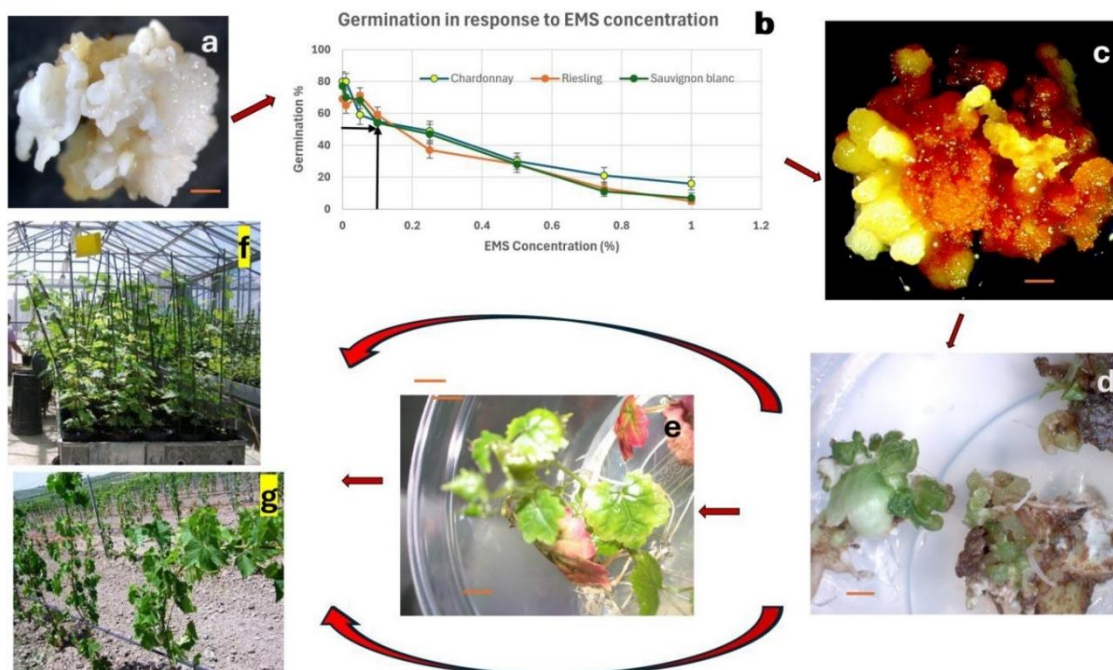 a
Germination in response to EMS concentration
b
Germination %
100
80
60
40
20
0
Chardonnay Riesling Sauvignon blanc
0 0.2 0.4 0.6 0.8 1 1.2
EMS Concentration (%)
c
f
e
d
g